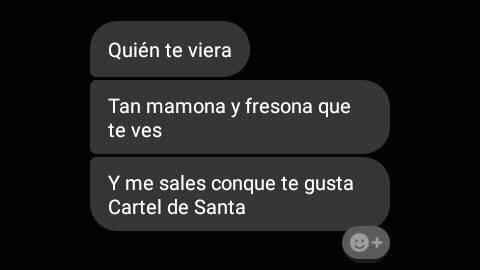 Quién te viera
Tan mamona y fresona que
te ves
Y me sales conque te gusta
Cartel de Santa